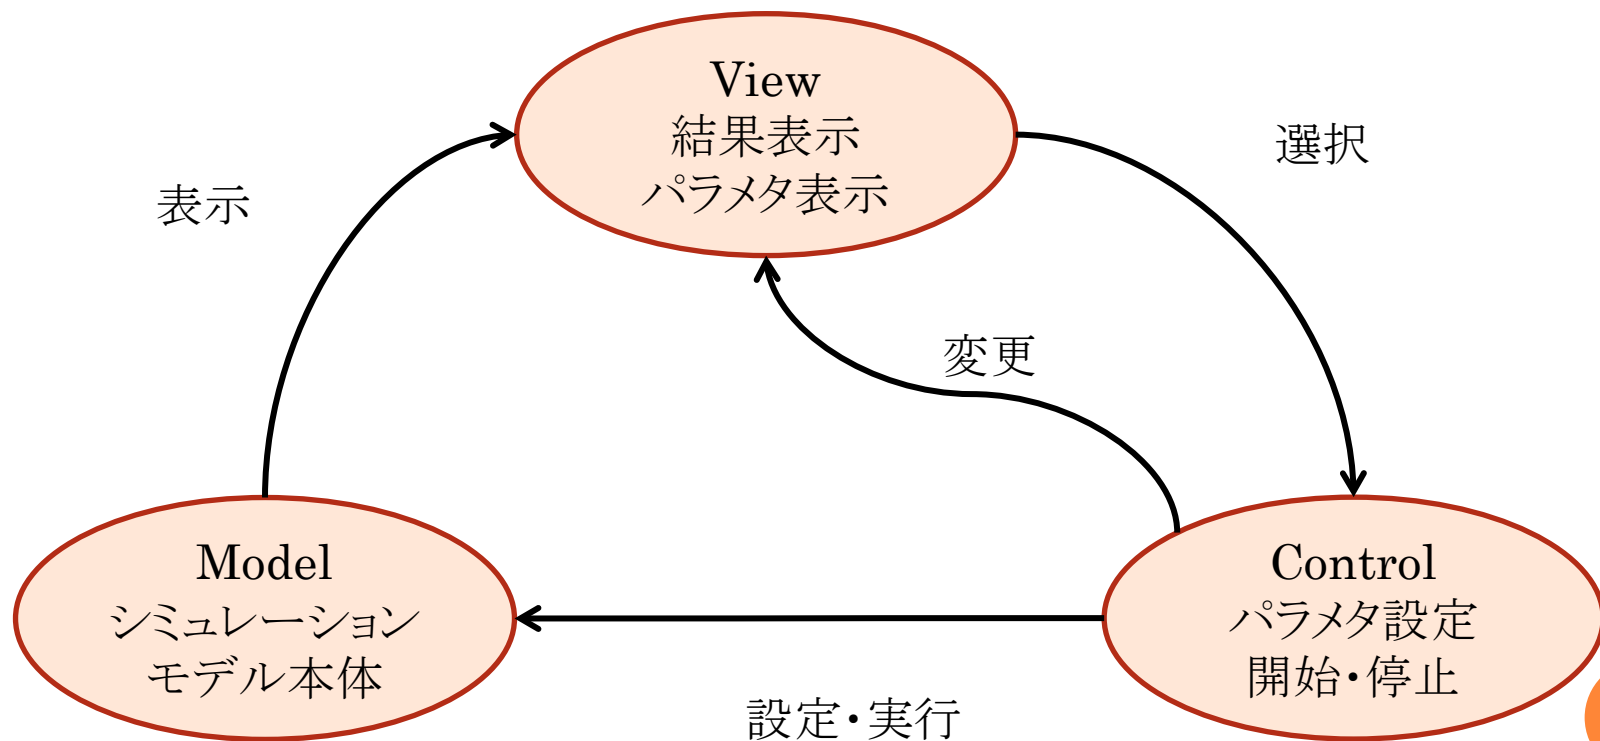 View
結果表示
パラメタ表示
選択
表示
変更
Model
シミュレーション
モデル本体
Control
パラメタ設定
開始・停止
設定・実行